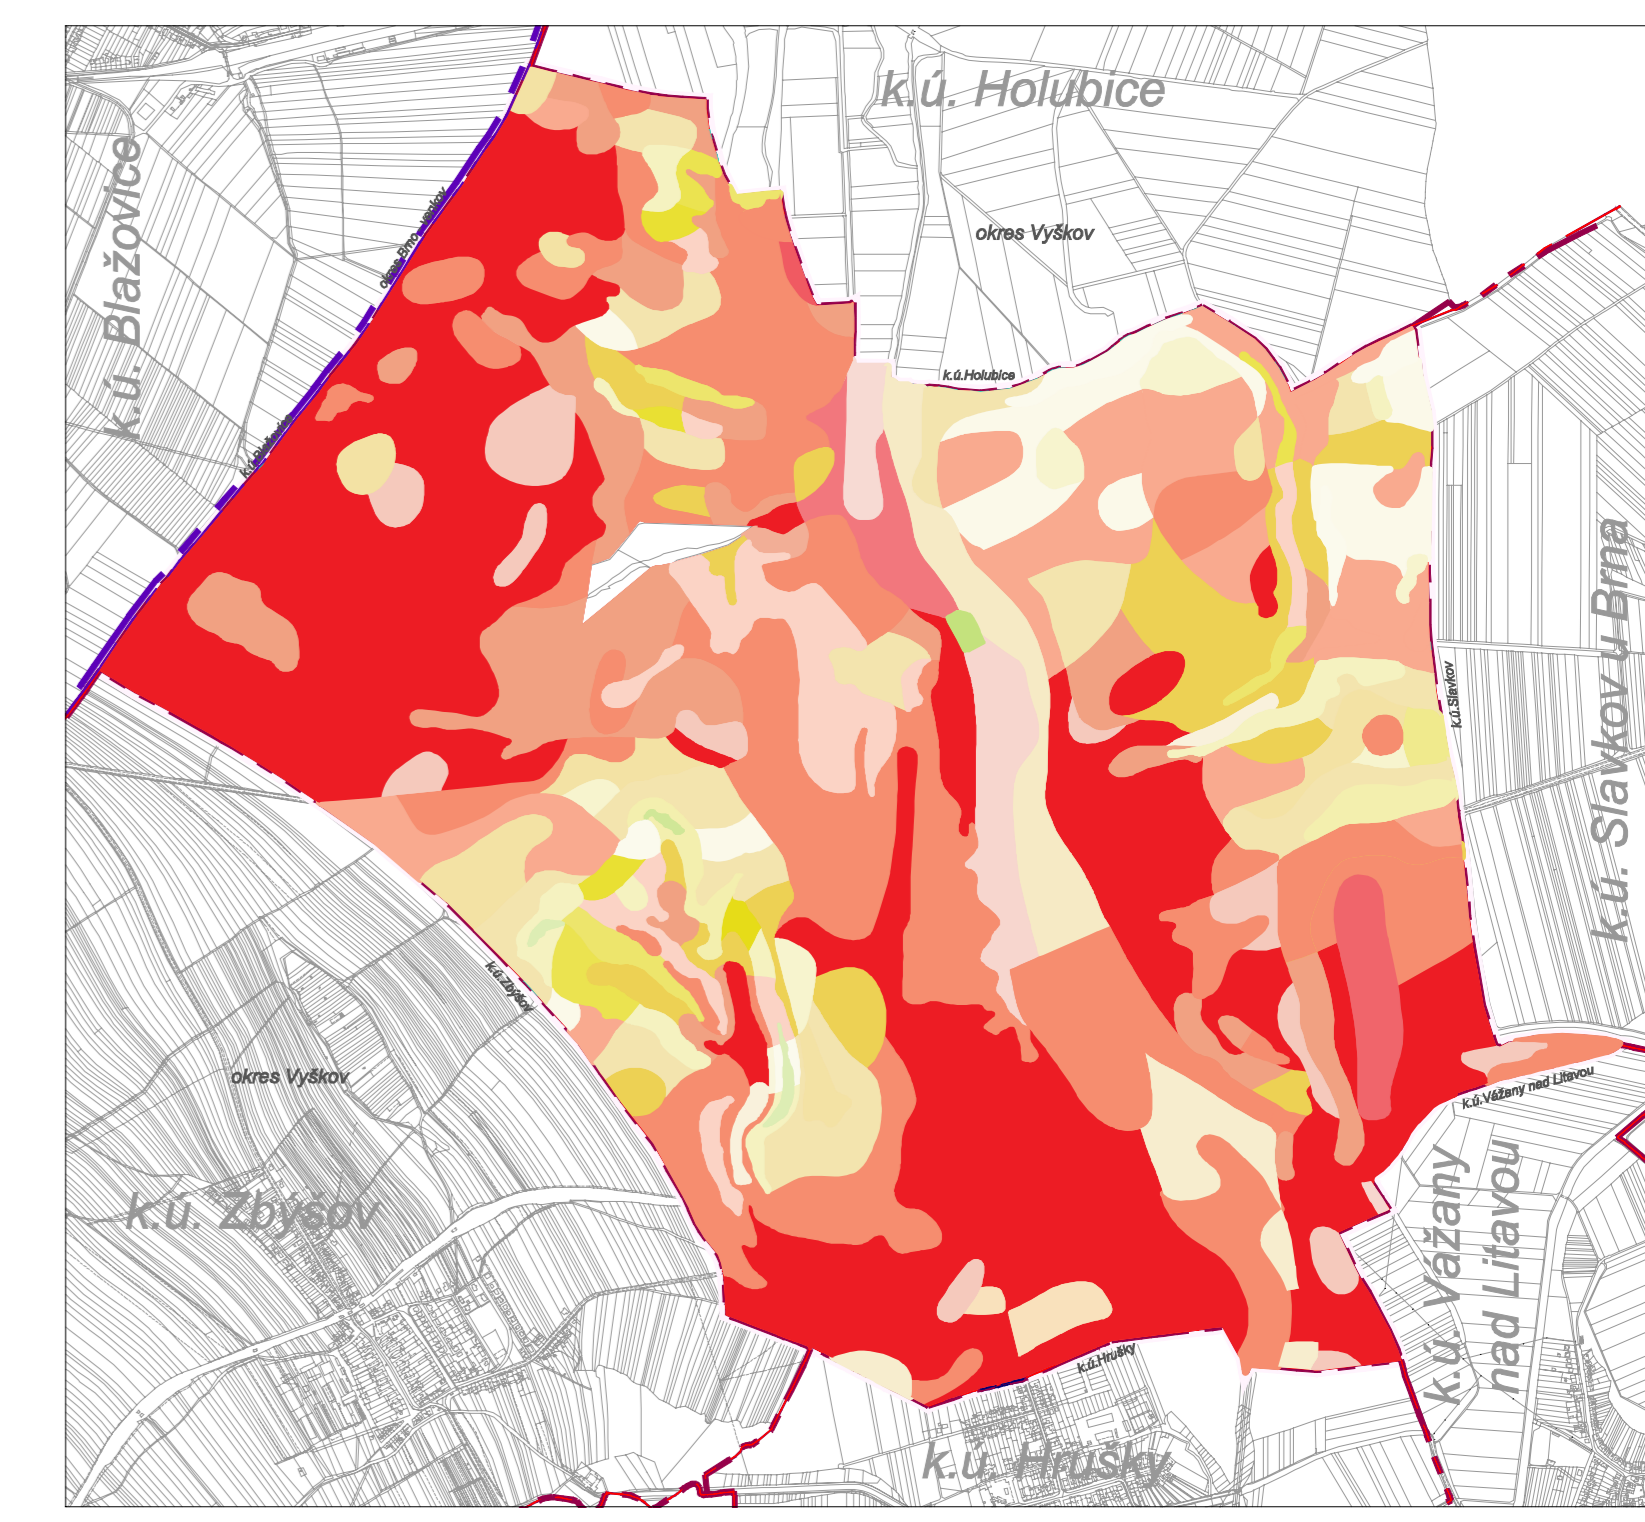 k.ú. Holubice
k.ú. Blažovice
okres Brno - venkov
okres Vyškov
k.ú.Holubice
K.ú.Blažovice
k.ú. Slavkov u Brna
k.ú.Slavkov
k.ú.Zbýšov
okres Vyškov
k.ú.Vážany nad Litavou
k.ú. Zbýšov
k.ú. Vážany
nad Litavou
k.ú.Hrušky
k.ú. Hrušky